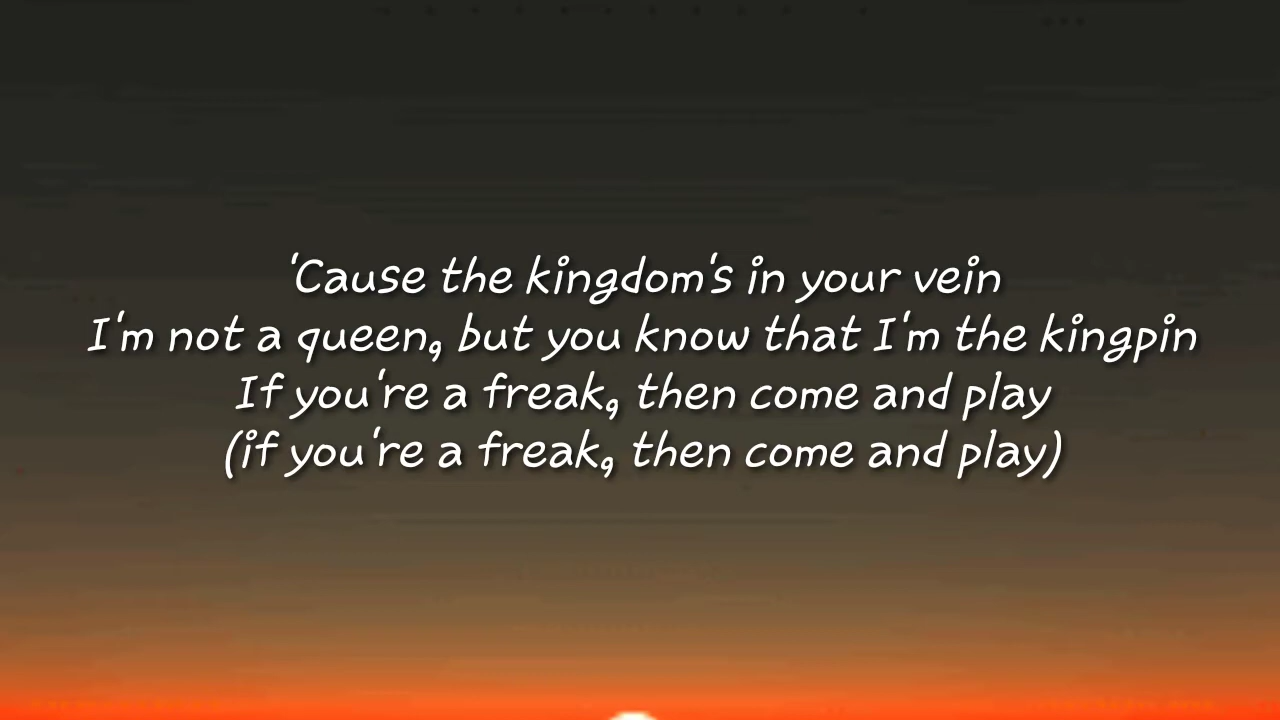 'Cause the kingdom's in your vein
I'm not a queen, but you know that I'm the kingpin
If you're a freak, then come and play
(if you're a freak, then come and play)